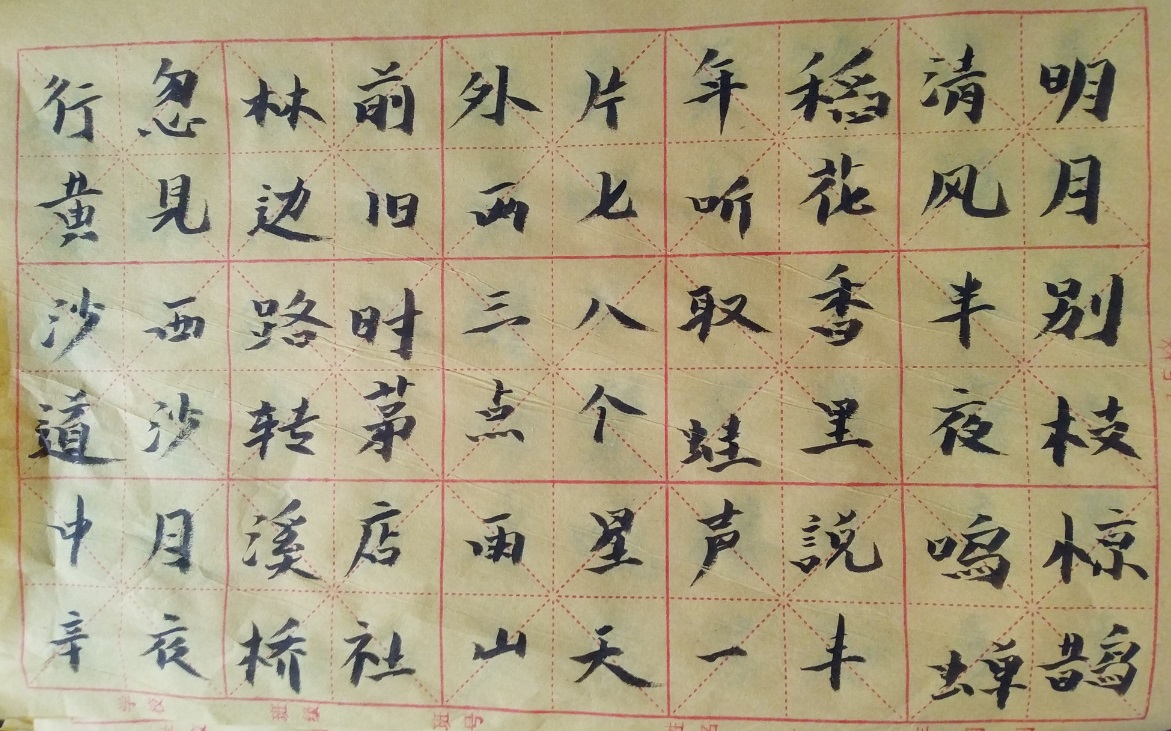 明月别枝惊鹊
清风半夜鸣蝉
稻花香里説丰
年听取蛙声一
片七八个星天
外两三点雨山
前旧时茅店社
林边路转溪桥
忽见西沙月夜
行黄沙道中辛